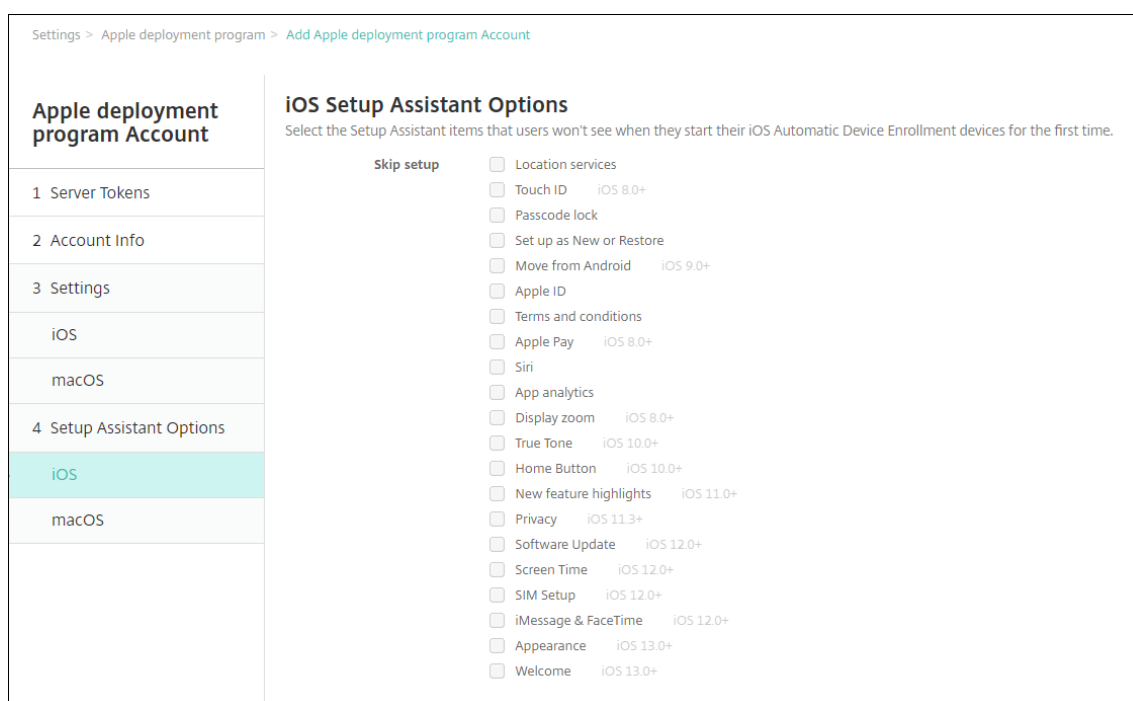 Settings > Apple deployment program > Add Apple deployment program Account
Apple deployment
program Account
1 Server Tokens
2 Account Info
3 Settings
iOS
macOS
4 Setup Assistant Options
iOS
macOS
iOS Setup Assistant Options
Select the Setup Assistant items that users won't see when they start their iOS Automatic Device Enrollment devices for the first time.
Skip setup
Location services
Touch ID iOS 8.0+
Passcode lock
Set up as New or Restore
Move from Android iOS 9.0+
Apple ID
Terms and conditions
Apple Pay iOS 8.0+
Siri
App analytics
Display zoom iOS 8.0+
True Tone iOS 10.0+
Home Button iOS 10.0+
New feature highlights iOS 11.0+
Privacy iOS 11.3+
Software Update iOS 12.0+
Screen Time iOS 12.0+
SIM Setup iOS 12.0+
iMessage & FaceTime iOS 12.0+
Appearance iOS 13.0+
Welcome iOS 13.0+